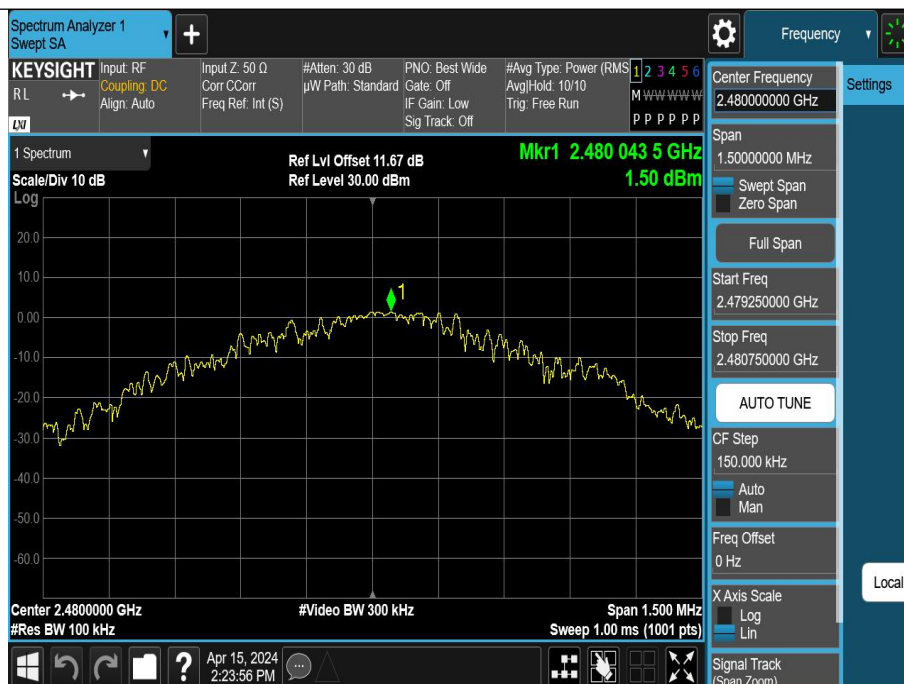 Spectrum Analyzer 1
Swept SA
+
Frequency
KEYSIGHT
R L
LXI
Input: RF
Coupling: DC
Align: Auto
Input Z: 50 Ω
Corr CCorr
Freq Ref: Int (S)
#Atten: 30 dB
µW Path: Standard
PNO: Best Wide
Gate: Off
IF Gain: Low
Sig Track: Off
#Avg Type: Power (RMS
Avg|Hold: 10/10
Trig: Free Run
1 2 3 4 5 6
M W W W W W
P P P P P P
Center Frequency
2.480000000 GHz
Settings
1 Spectrum
Scale/Div 10 dB
Ref Lvl Offset 11.67 dB
Ref Level 30.00 dBm
Mkr1 2.480 043 5 GHz
1.50 dBm
Log
20.0
10.0
0.00
-10.0
-20.0
-30.0
-40.0
-50.0
-60.0
1
Center 2.4800000 GHz
#Res BW 100 kHz
#Video BW 300 kHz
Span 1.500 MHz
Sweep 1.00 ms (1001 pts)
Span
1.50000000 MHz
Swept Span
Zero Span
Full Span
Start Freq
2.479250000 GHz
Stop Freq
2.480750000 GHz
AUTO TUNE
CF Step
150.000 kHz
Auto
Man
Freq Offset
0 Hz
X Axis Scale
Log
Lin
Signal Track
(Span Zoom)
Local
?
Apr 15, 2024
2:23:56 PM